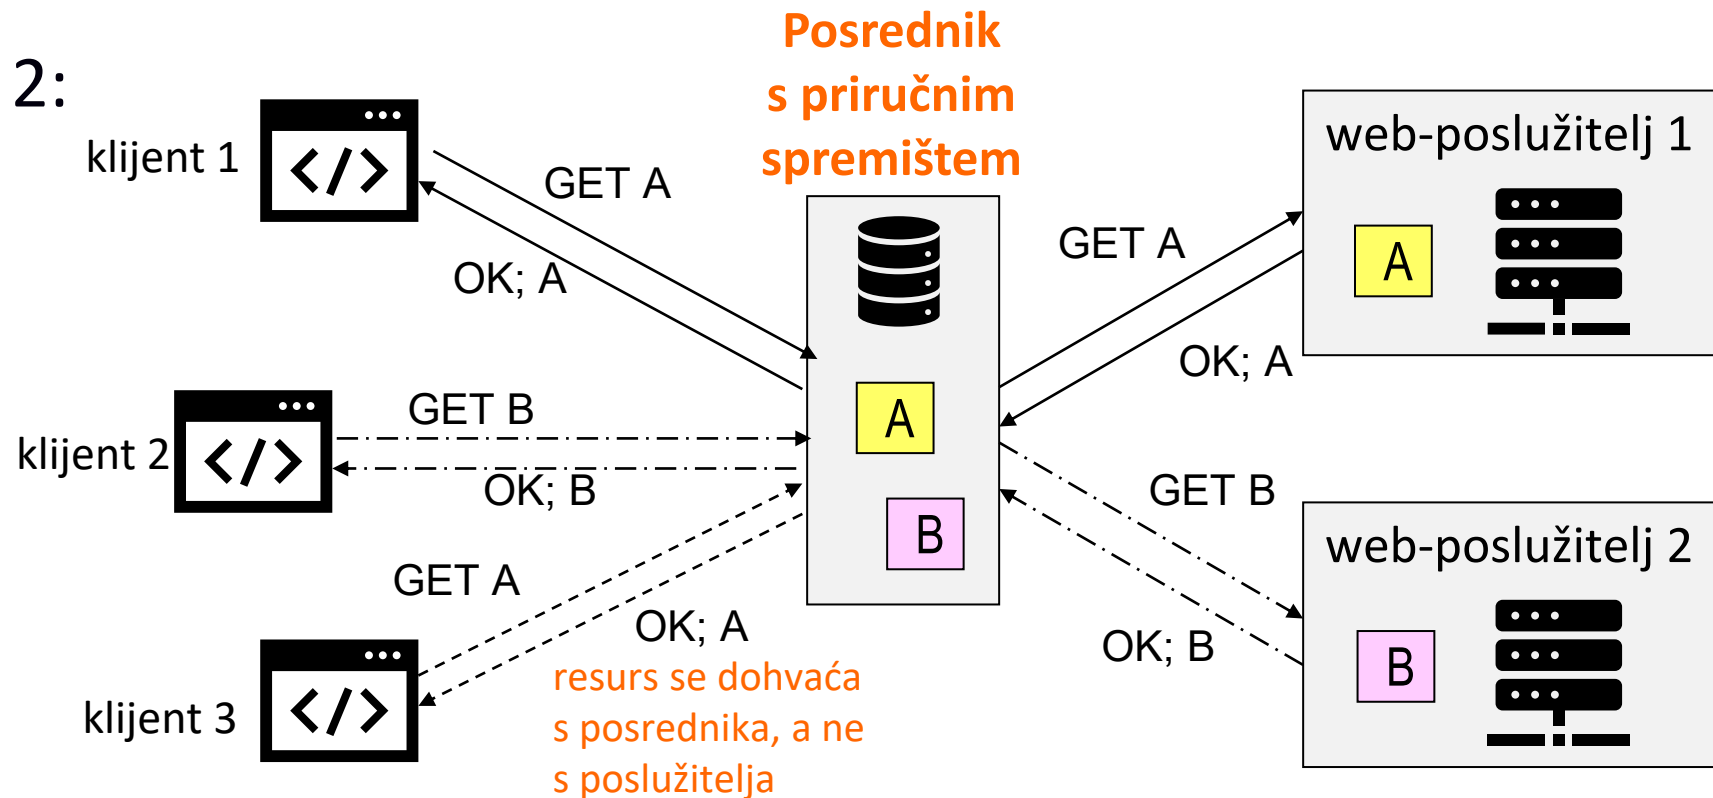 2:
Posrednik
s priručnim
spremištem
klijent 1
</>
GET A
OK; A
web-poslužitelj 1
A
GET A
OK; A
klijent 2
</>
GET B
OK; B
A
B
GET B
OK; B
web-poslužitelj 2
B
klijent 3
</>
GET A
OK; A
resurs se dohvaća
s posrednika, a ne
s poslužitelja